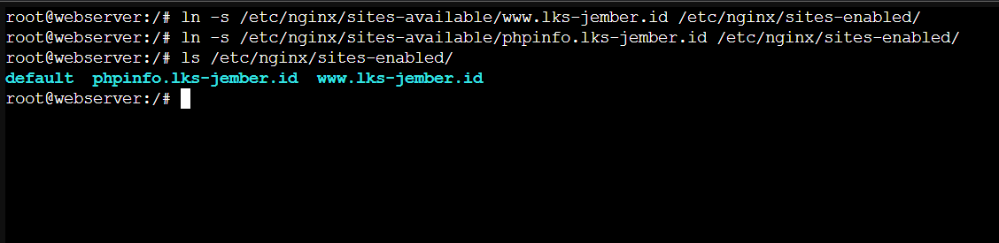 root@webserver:/# ln -s /etc/nginx/sites-available/www.lks-jember.id /etc/nginx/sites-enabled/
root@webserver:/# ln -s /etc/nginx/sites-available/phpinfo.lks-jember.id /etc/nginx/sites-enabled/
root@webserver:/# ls /etc/nginx/sites-enabled/
default  phpinfo.lks-jember.id  www.lks-jember.id
root@webserver:/#